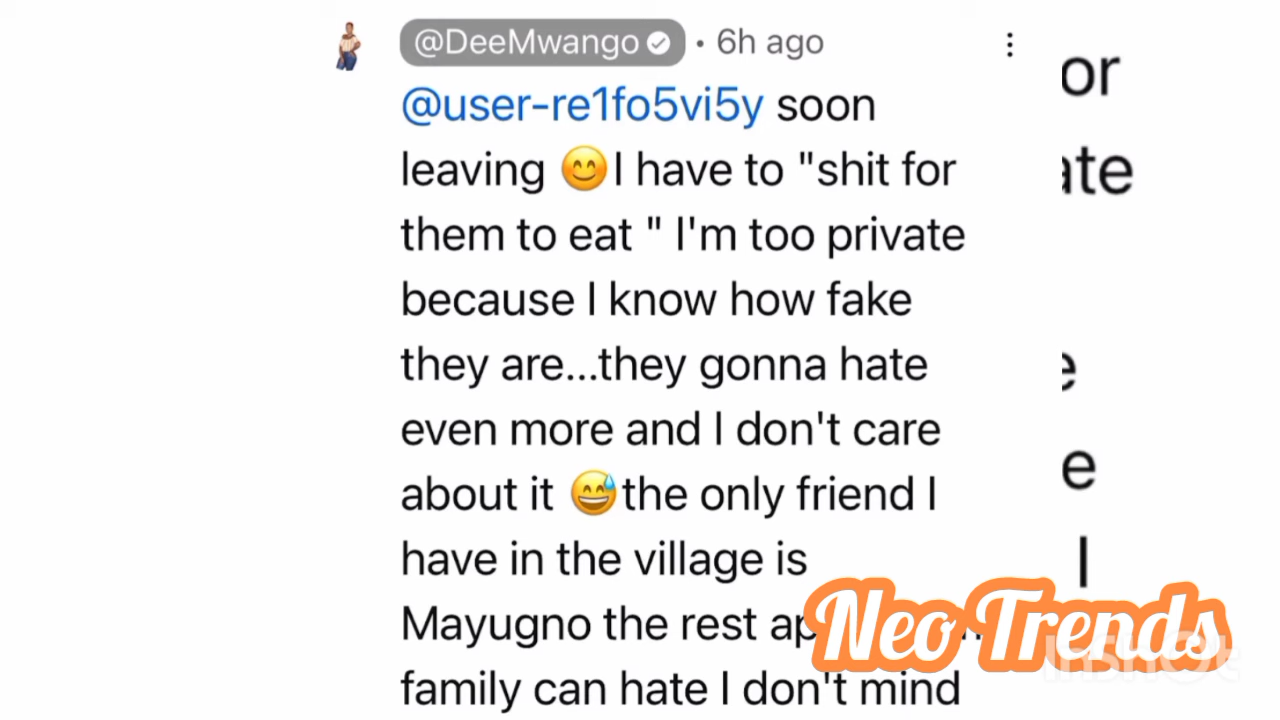 @DeeMwango • 6h ago
@user-re1fo5vi5y soon
leaving 😊I have to "shit for
them to eat " I'm too private
because I know how fake
they are...they gonna hate
even more and I don't care
about it 😅the only friend I
have in the village is
Mayugno the rest
family can hate I don't mind
or
ate
e
e
I
Neo Trends
InShOt